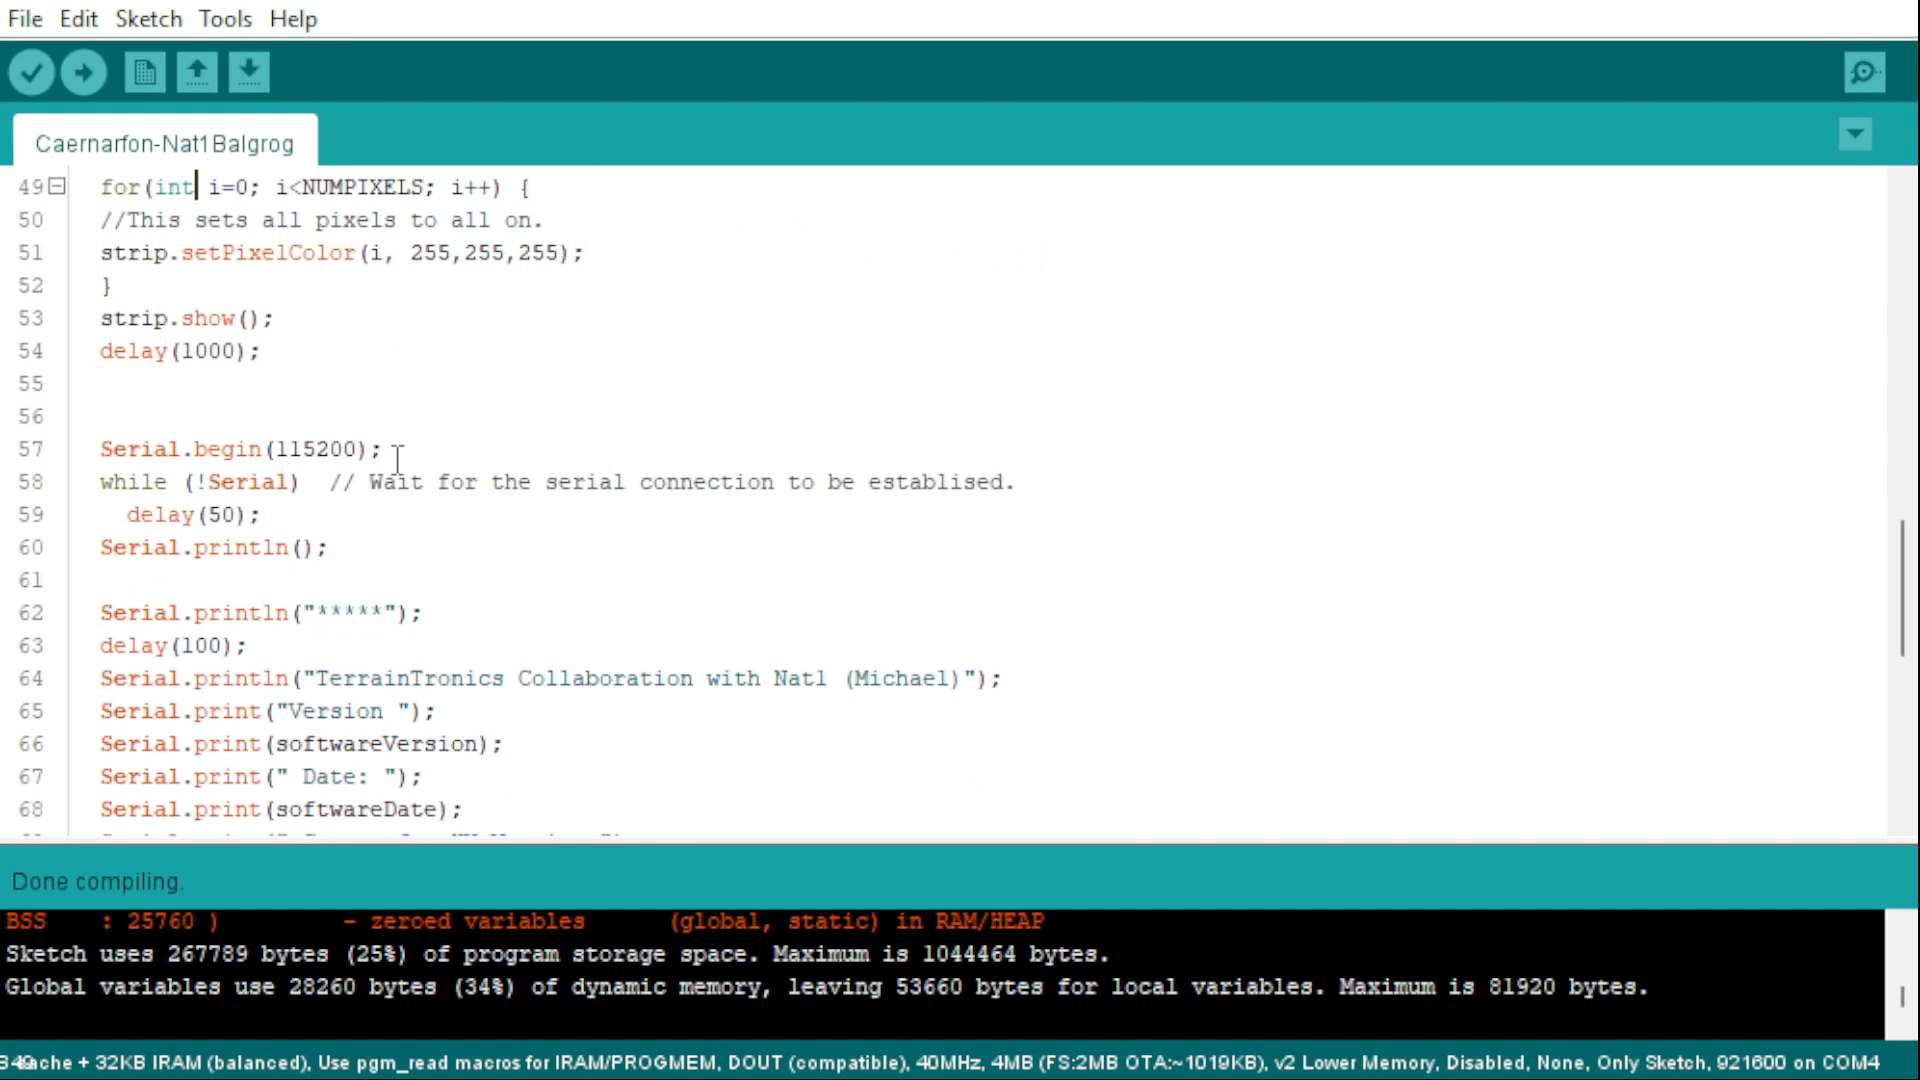 File Edit Sketch Tools Help
Caernarfon-Nat1Balgrog
49 for(int i=0; i<NUMPIXELS; i++) {
50 //This sets all pixels to all on.
51 strip.setPixelColor(i, 255,255,255);
52 }
53 strip.show();
54 delay(1000);
55
56
57 Serial.begin(115200);
58 while (!Serial)  // Wait for the serial connection to be establised.
59   delay(50);
60 Serial.println();
61
62 Serial.println("*****");
63 delay(100);
64 Serial.println("TerrainTronics Collaboration with Nat1 (Michael)");
65 Serial.print("Version ");
66 Serial.print(softwareVersion);
67 Serial.print(" Date: ");
68 Serial.print(softwareDate);
Done compiling.
BSS    : 25760 )         - zeroed variables      (global, static) in RAM/HEAP
Sketch uses 267789 bytes (25%) of program storage space. Maximum is 1044464 bytes.
Global variables use 28260 bytes (34%) of dynamic memory, leaving 53660 bytes for local variables. Maximum is 81920 bytes.
+ 32KB IRAM (balanced), Use pgm_read macros for IRAM/PROGMEM, DOUT (compatible), 40MHz, 4MB (FS:2MB OTA:~1019KB), v2 Lower Memory, Disabled, None, Only Sketch, 921600 on COM4